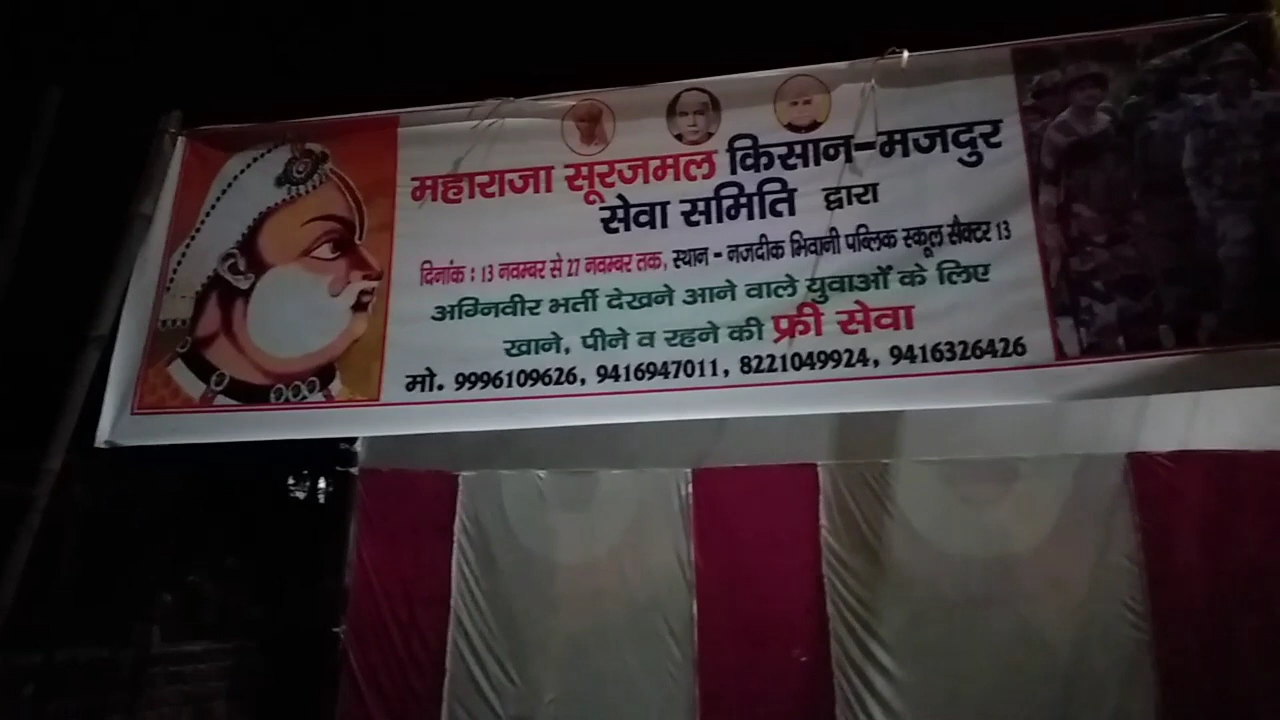 महाराजा सूरजमल किसान-मजदुर
सेवा समिति द्वारा
दिनांक : 13 नवम्बर से 27 नवम्बर तक, स्थान - नजदीक भिवानी पब्लिक स्कूल सैक्टर 13
अग्निवीर भर्ती देखने आने वाले युवाओं के लिए
खाने, पीने व रहने की फ्री सेवा
मो. 9996109626, 9416947011, 8221049924, 9416326426